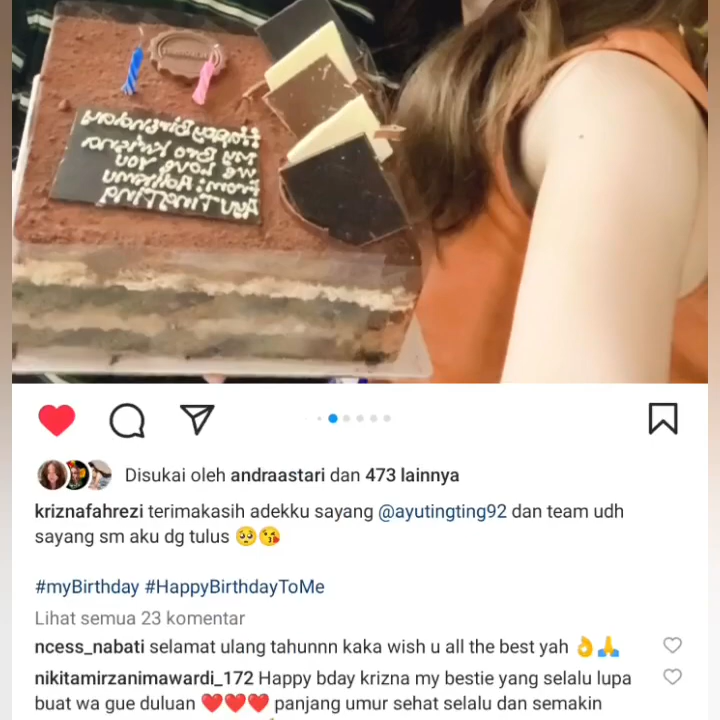 Happy Birthday
My Bro Krizna
We Love You
From:
Ayu Ting Ting
Disukai oleh andraastari dan 473 lainnya
kriznafahrezi terimakasih adekku sayang @ayutingting92 dan team udh
sayang sm aku dg tulus 🥺😘
#myBirthday #HappyBirthdayToMe
Lihat semua 23 komentar
ncess_nabati selamat ulang tahunnn kaka wish u all the best yah 👌🙏
nikitamirzanimawardi_172 Happy bday krizna my bestie yang selalu lupa
buat wa gue duluan ❤️❤️❤️ panjang umur sehat selalu dan semakin